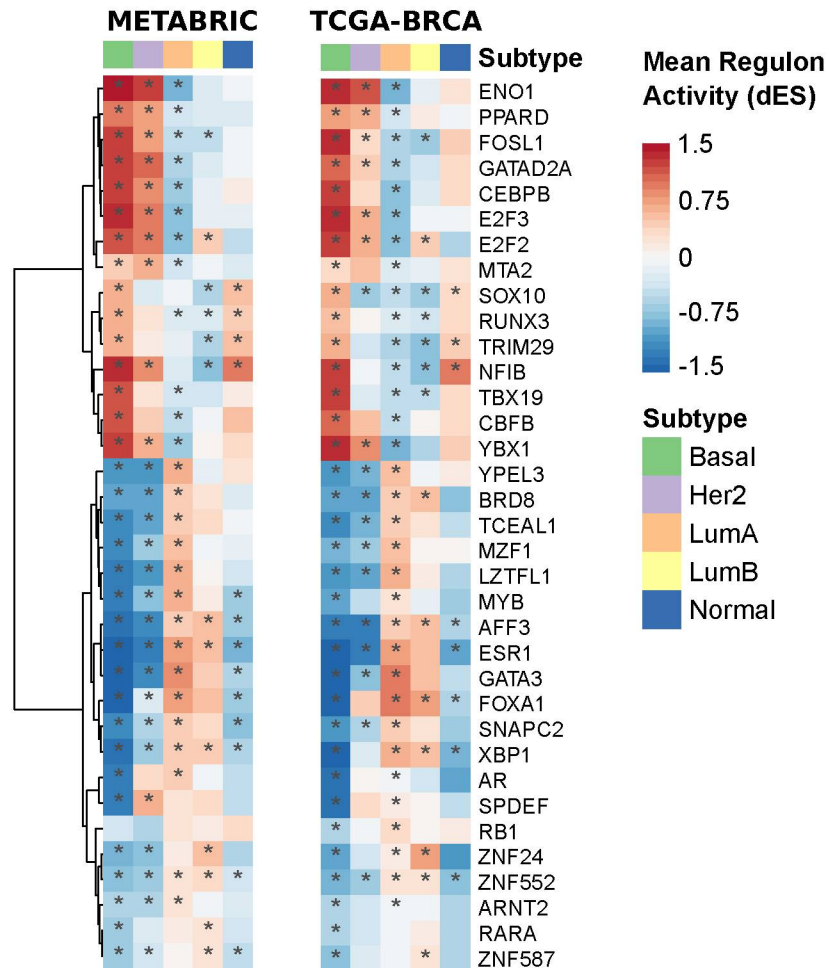 METABRIC TCGA-BRCA
Subtype
ENO1
PPARD
FOSL1
GATAD2A
CEBPB
E2F3
E2F2
MTA2
SOX10
RUNX3
TRIM29
NFIB
TBX19
CBFB
YBX1
YPEL3
BRD8
TCEAL1
MZF1
LZTFL1
MYB
AFF3
ESR1
GATA3
FOXA1
SNAPC2
XBP1
AR
SPDEF
RB1
ZNF24
ZNF552
ARNT2
RARA
ZNF587
Mean Regulon
Activity (dES)
1.5
0.75
0
-0.75
-1.5
Subtype
Basal
Her2
LumA
LumB
Normal